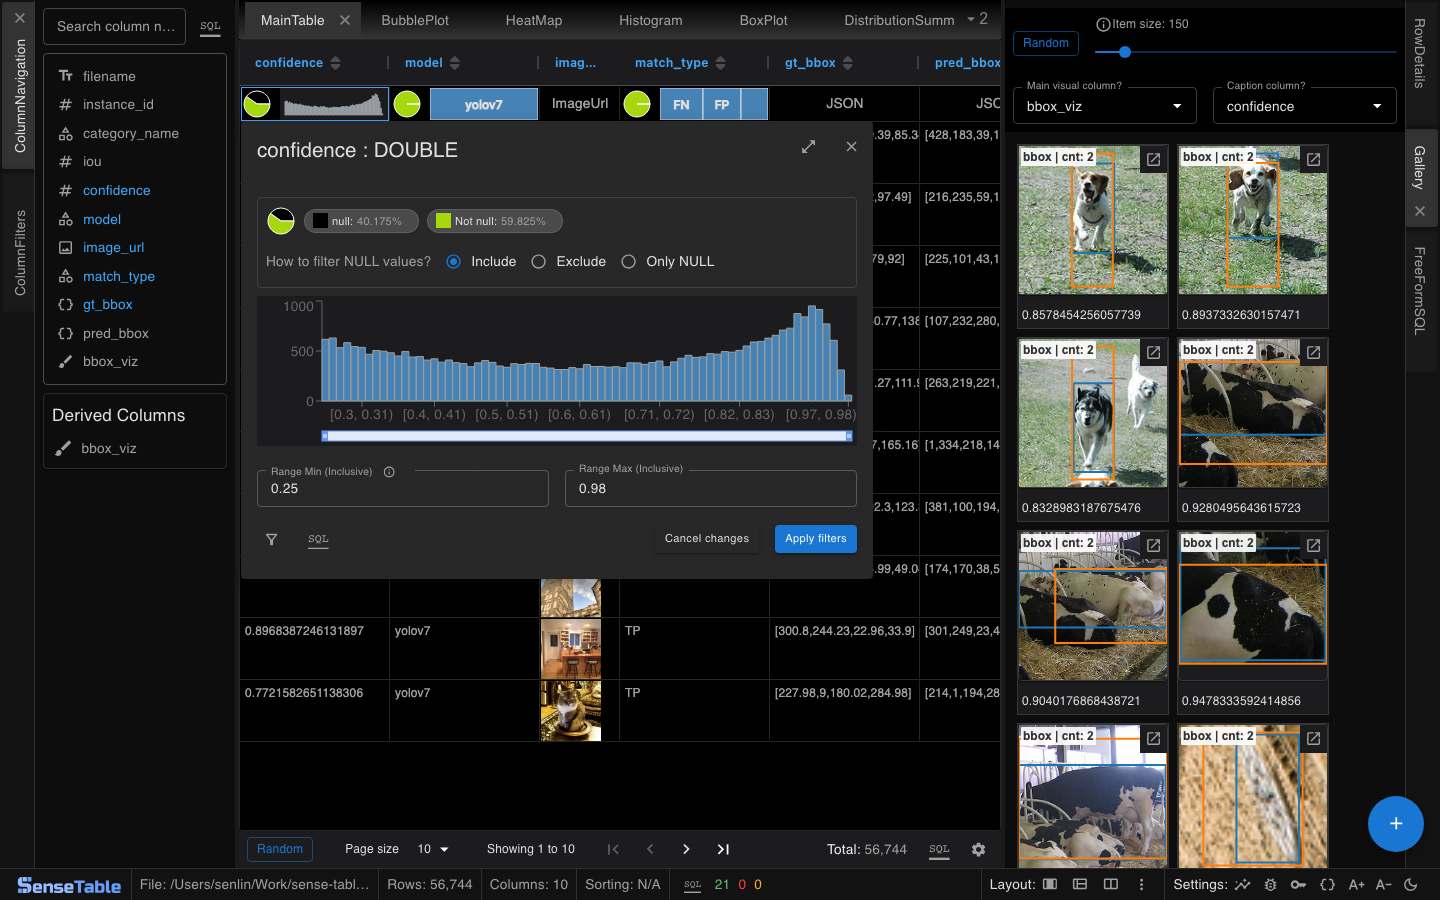 ColumnNavigation
ColumnFilters
Search column n...
SQL
filename
instance_id
category_name
iou
confidence
model
image_url
match_type
gt_bbox
pred_bbox
bbox_viz
Derived Columns
bbox_viz
MainTable
BubblePlot
HeatMap
Histogram
BoxPlot
DistributionSumm
2
confidence
model
imag...
match_type
gt_bbox
pred_bbox
yolov7
ImageUrl
FN
FP
JSON
JSC
confidence : DOUBLE
null: 40.175%
Not null: 59.825%
How to filter NULL values?
Include
Exclude
Only NULL
1000
500
0
[0.3, 0.31)
[0.4, 0.41)
[0.5, 0.51)
[0.6, 0.61)
[0.71, 0.72)
[0.82, 0.83)
[0.97, 0.98)
Range Min (Inclusive)
0.25
Range Max (Inclusive)
0.98
SQL
Cancel changes
Apply filters
.39,85.3
[428,183,39,1
,97.49]
[216,235,59,1
79,92]
[225,101,43,1
0.77,138
[107,232,280,
.27,111.9
[263,219,221,
7,165.16]
[1,334,218,14
2.3,123.
[381,100,194,
.99,49.0
[174,170,38,5
0.8968387246131897
yolov7
TP
[300.8,244.23,22.96,33.9]
[301,249,23,4
0.7721582651138306
yolov7
TP
[227.98,9,180.02,284.98]
[214,1,194,28
Random
Page size
10
Showing 1 to 10
Total: 56,744
SQL
Random
Item size: 150
Main visual column?
bbox_viz
Caption column?
confidence
bbox | cnt: 2
bbox | cnt: 2
0.8578454256057739
0.8937332630157471
bbox | cnt: 2
bbox | cnt: 2
0.8328983187675476
0.9280495643615723
bbox | cnt: 2
bbox | cnt: 2
0.9040176868438721
0.9478333592414856
bbox | cnt: 2
bbox | cnt: 2
RowDetails
Gallery
FreeFormSQL
SenseTable
File: /Users/senlin/Work/sense-tabl...
Rows: 56,744
Columns: 10
Sorting: N/A
SQL
21
0
0
Layout:
Settings:
A+
A-